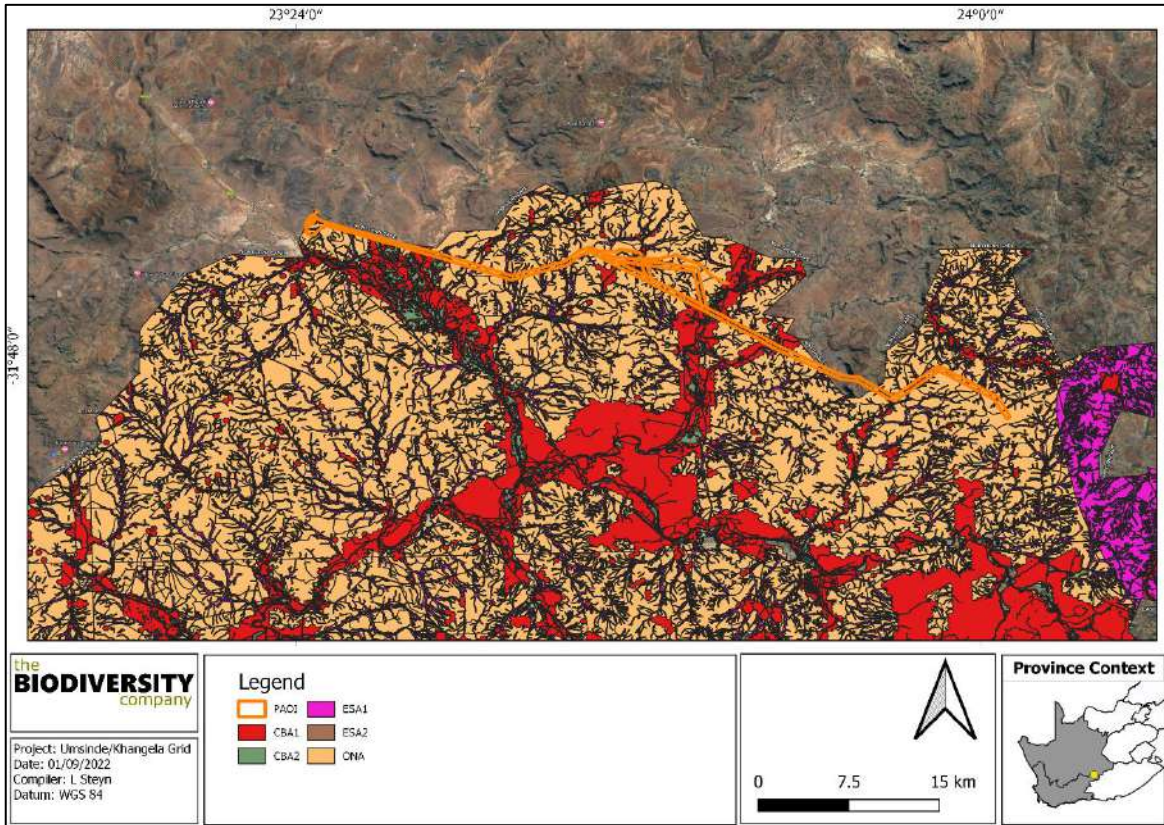 23°24′0″
24°0′0″
-31°48′0″
the
BIODIVERSITY
company
Project: Umsinde/Khangela Grid
Date: 01/09/2022
Compiler: L Steyn
Datum: WGS 84
Legend
PAOI
ESA1
CBA1
ESA2
CBA2
ONA
0
7.5
15 km
Province Context